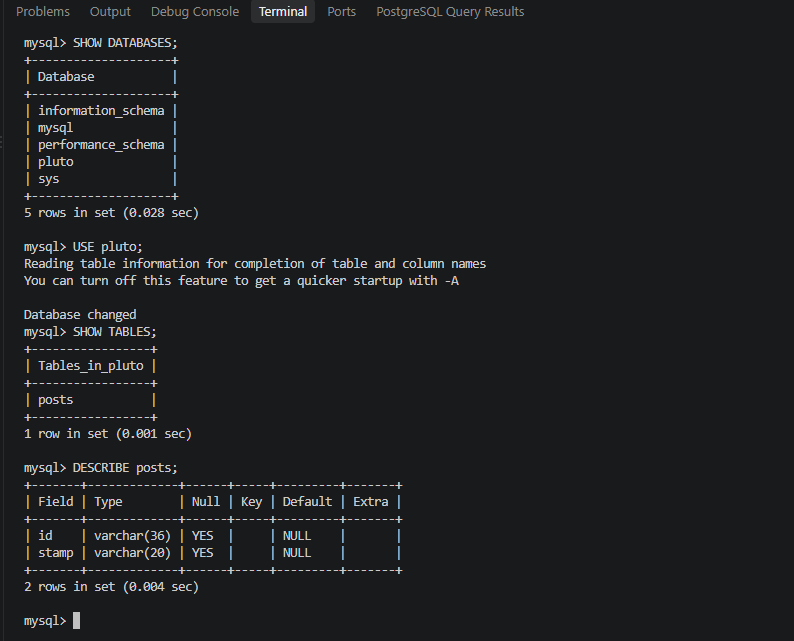 Problems Output Debug Console Terminal Ports PostgreSQL Query Results
mysql> SHOW DATABASES;
+--------------------+
| Database           |
+--------------------+
| information_schema |
| mysql              |
| performance_schema |
| pluto              |
| sys                |
+--------------------+
5 rows in set (0.028 sec)
mysql> USE pluto;
Reading table information for completion of table and column names
You can turn off this feature to get a quicker startup with -A
Database changed
mysql> SHOW TABLES;
+-----------------+
| Tables_in_pluto |
+-----------------+
| posts           |
+-----------------+
1 row in set (0.001 sec)
mysql> DESCRIBE posts;
+-------+-------------+------+-----+---------+-------+
| Field | Type        | Null | Key | Default | Extra |
+-------+-------------+------+-----+---------+-------+
| id    | varchar(36) | YES  |     | NULL    |       |
| stamp | varchar(20) | YES  |     | NULL    |       |
+-------+-------------+------+-----+---------+-------+
2 rows in set (0.004 sec)
mysql>